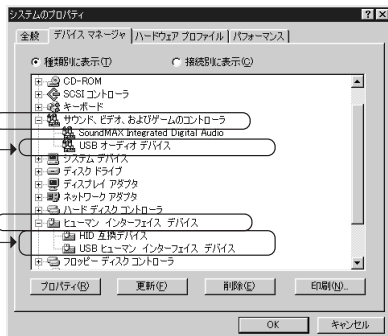 システムのプロパティ
全般 デバイス マネージャ ハードウェア プロファイル パフォーマンス
種類別に表示(T) 接続別に表示(C)
CD-ROM
SCSI コントローラ
キーボード
サウンド、ビデオ、およびゲームのコントローラ
SoundMAX Integrated Digital Audio
USB オーディオ デバイス
システム デバイス
ディスク ドライブ
ディスプレイ アダプタ
ネットワーク アダプタ
ハード ディスク コントローラ
ヒューマン インターフェイス デバイス
HID 互換デバイス
USB ヒューマン インターフェイス デバイス
フロッピー ディスク コントローラ
プロパティ(R) 更新(F) 削除(E) 印刷(N)...
OK キャンセル